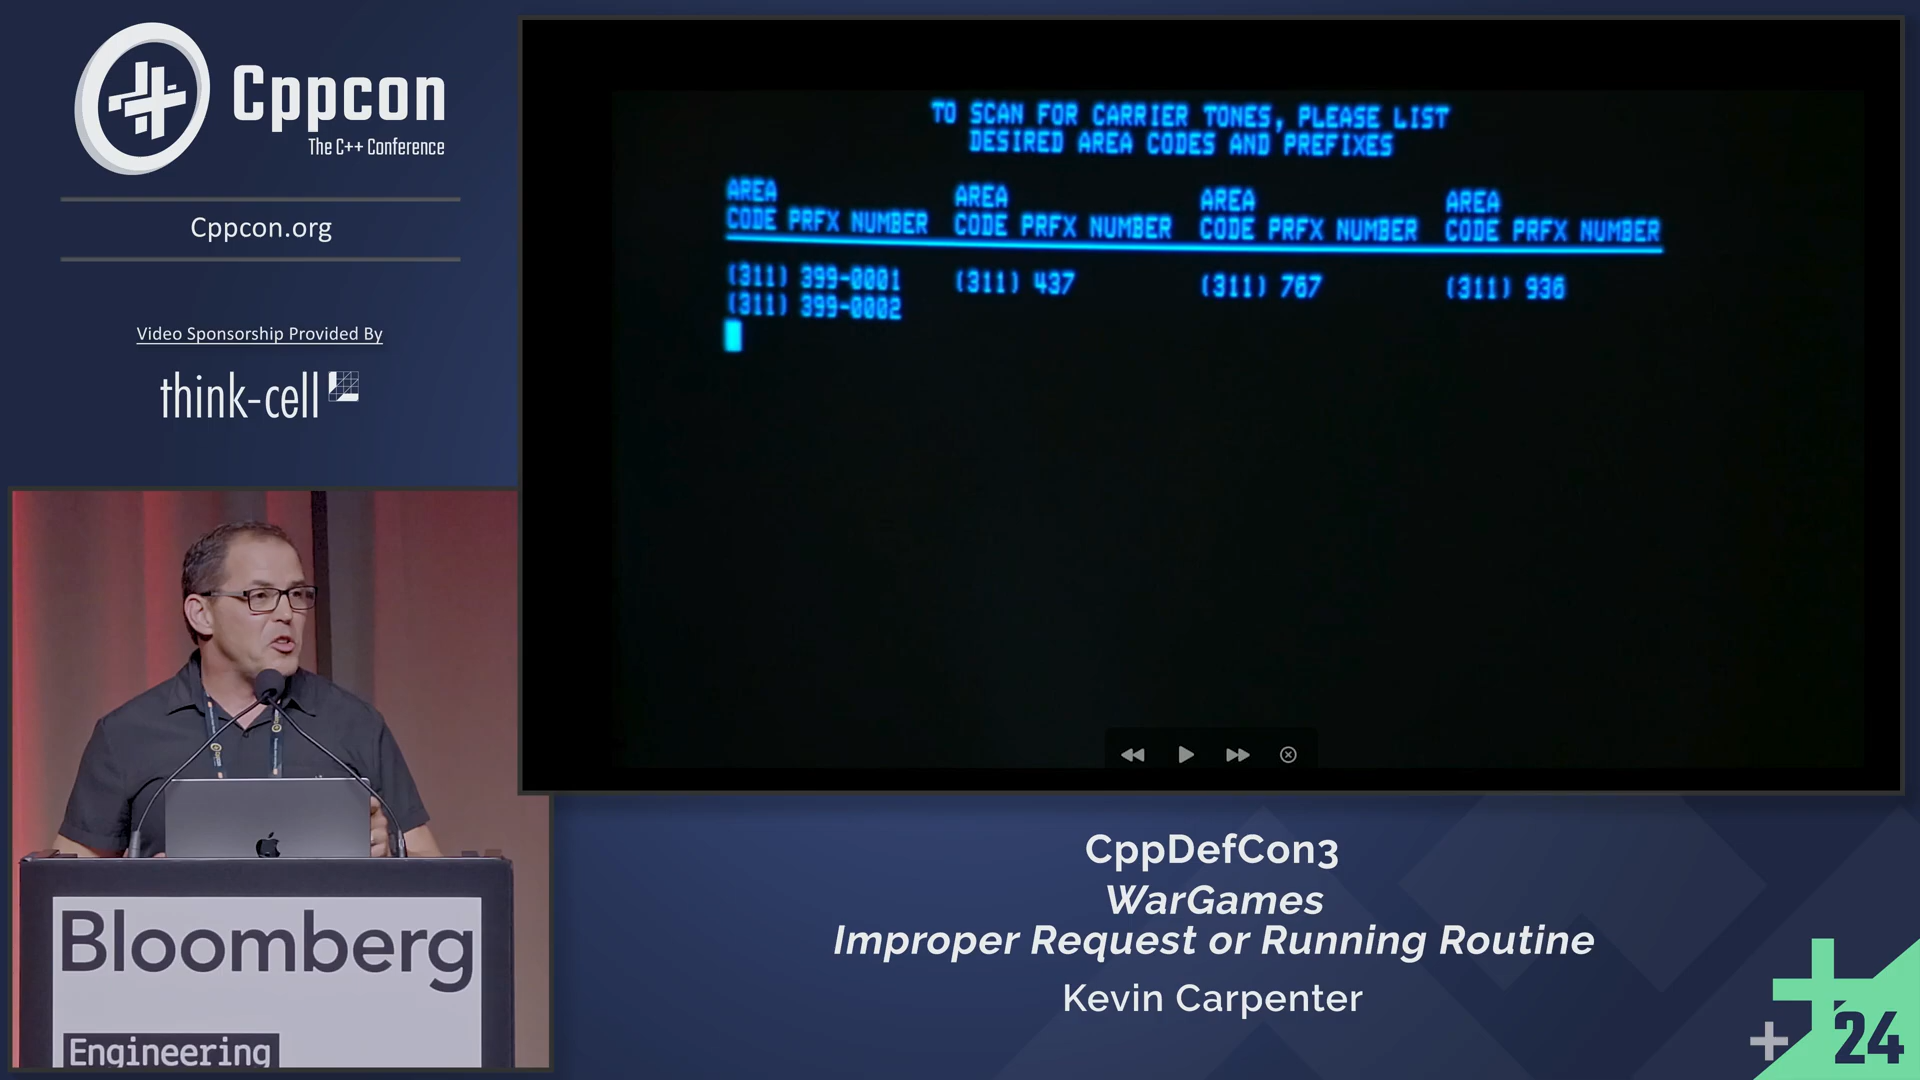 Cppcon
The C++ Conference
Cppcon.org
Video Sponsorship Provided By
think-cell
TO SCAN FOR CARRIER TONES, PLEASE LIST
DESIRED AREA CODES AND PREFIXES
AREA AREA AREA AREA
CODE PRFX NUMBER CODE PRFX NUMBER CODE PRFX NUMBER CODE PRFX NUMBER
(311) 399-0001 (311) 437 (311) 767 (311) 936
(311) 399-0002
Bloomberg
Engineering
CppDefCon3
WarGames
Improper Request or Running Routine
Kevin Carpenter
24